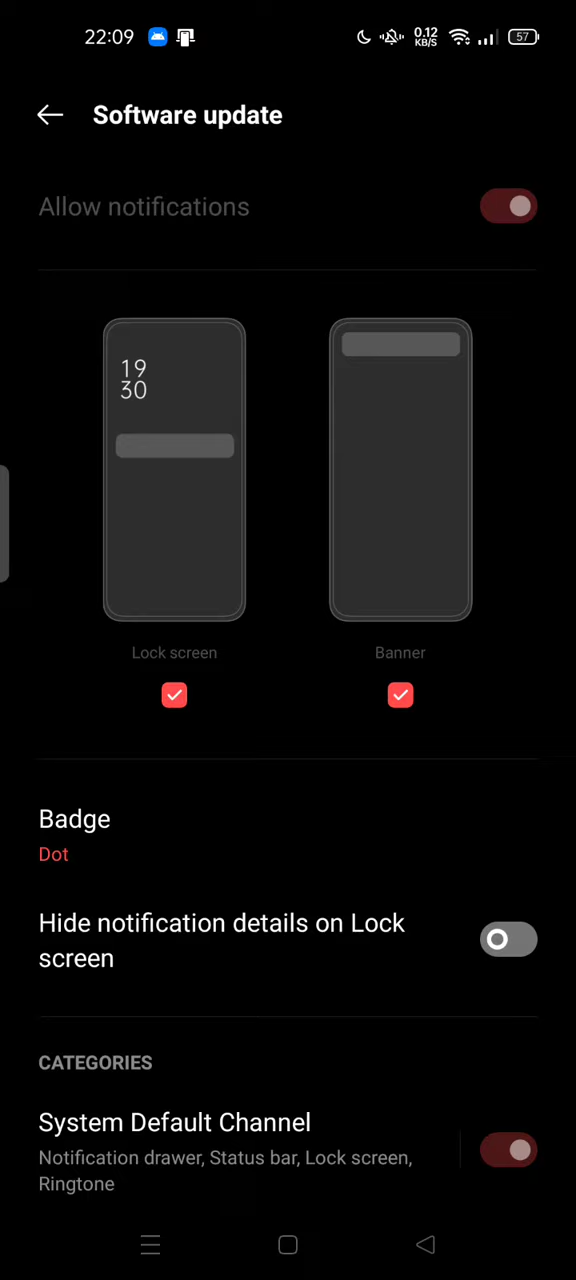 22:09
0.12
KB/S
57
Software update
Allow notifications
19
30
Lock screen
Banner
Badge
Dot
Hide notification details on Lock
screen
CATEGORIES
System Default Channel
Notification drawer, Status bar, Lock screen,
Ringtone